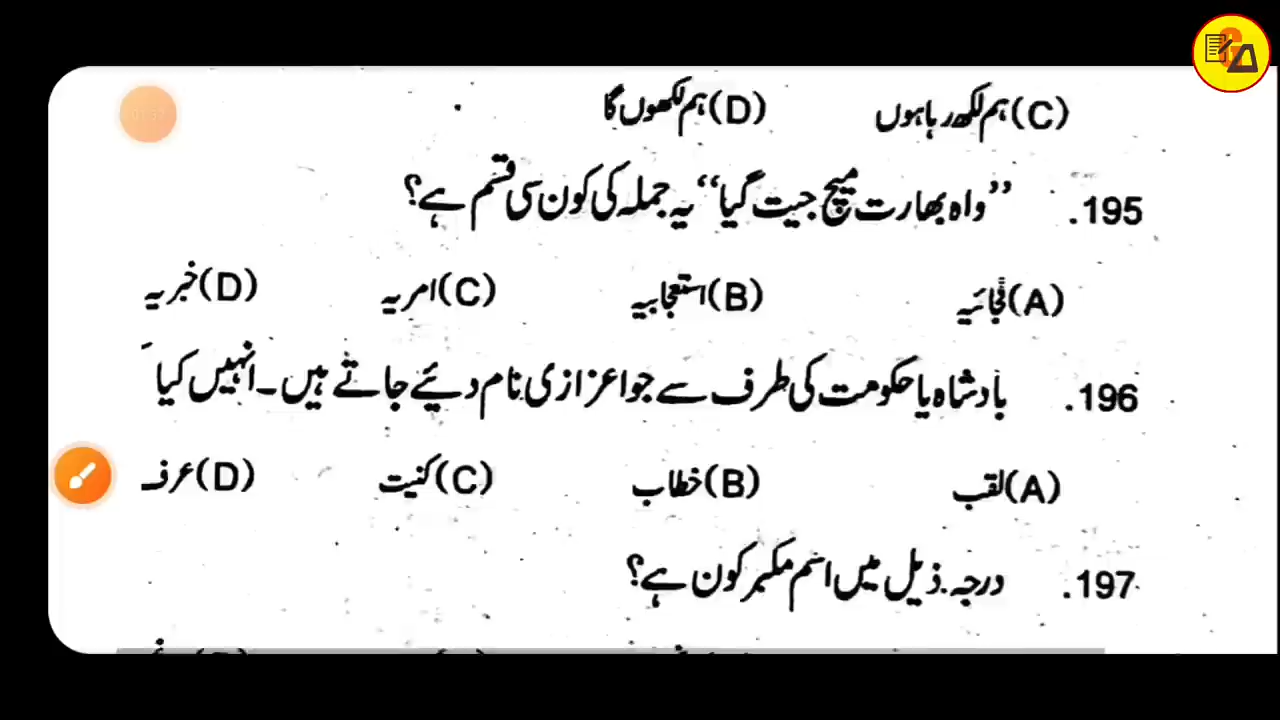 (C) ہم لکھ رہا ہوں (D) ہم لکھوں گا
195. ”واہ بھارت میچ جیت گیا“ یہ جملہ کی کون سی قسم ہے؟
(A) فجائیہ (B) استعجابیہ (C) امریہ (D) خبریہ
196. بادشاہ یا حکومت کی طرف سے جو اعزازی نام دئیے جاتے ہیں۔ انہیں کیا
(A) لقب (B) خطاب (C) کنیت (D) عرف
197. درجہ ذیل میں اسم مکبر کون ہے؟